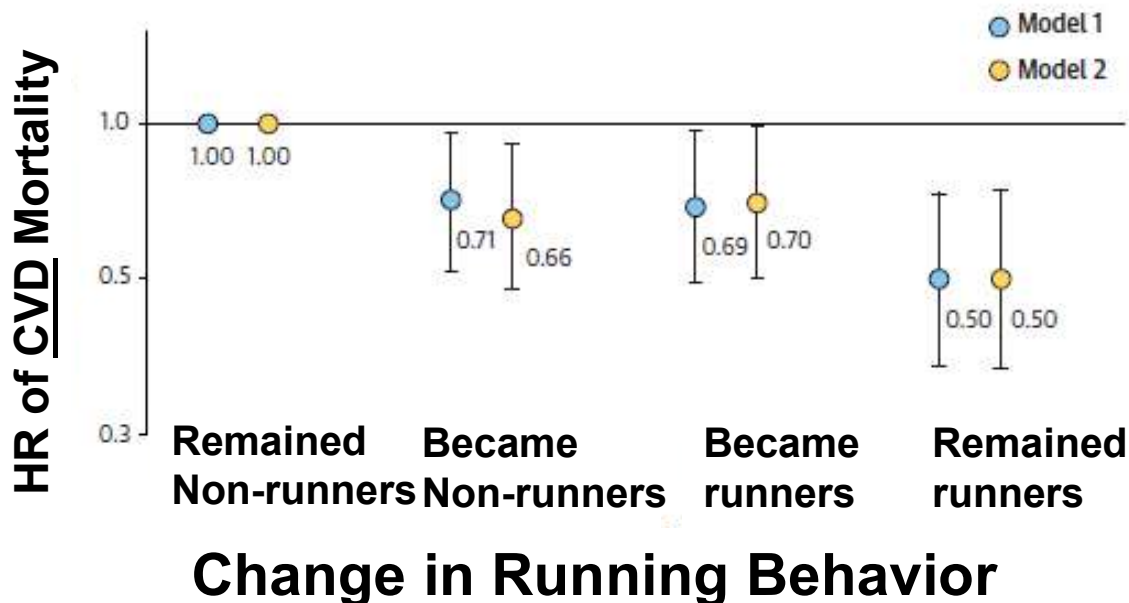 Model 1
Model 2
HR of CVD Mortality
1.0
1.00 1.00
0.71
0.66
0.69
0.70
0.5
0.50
0.50
0.3
Remained
Non-runners
Became
Non-runners
Became
runners
Remained
runners
Change in Running Behavior